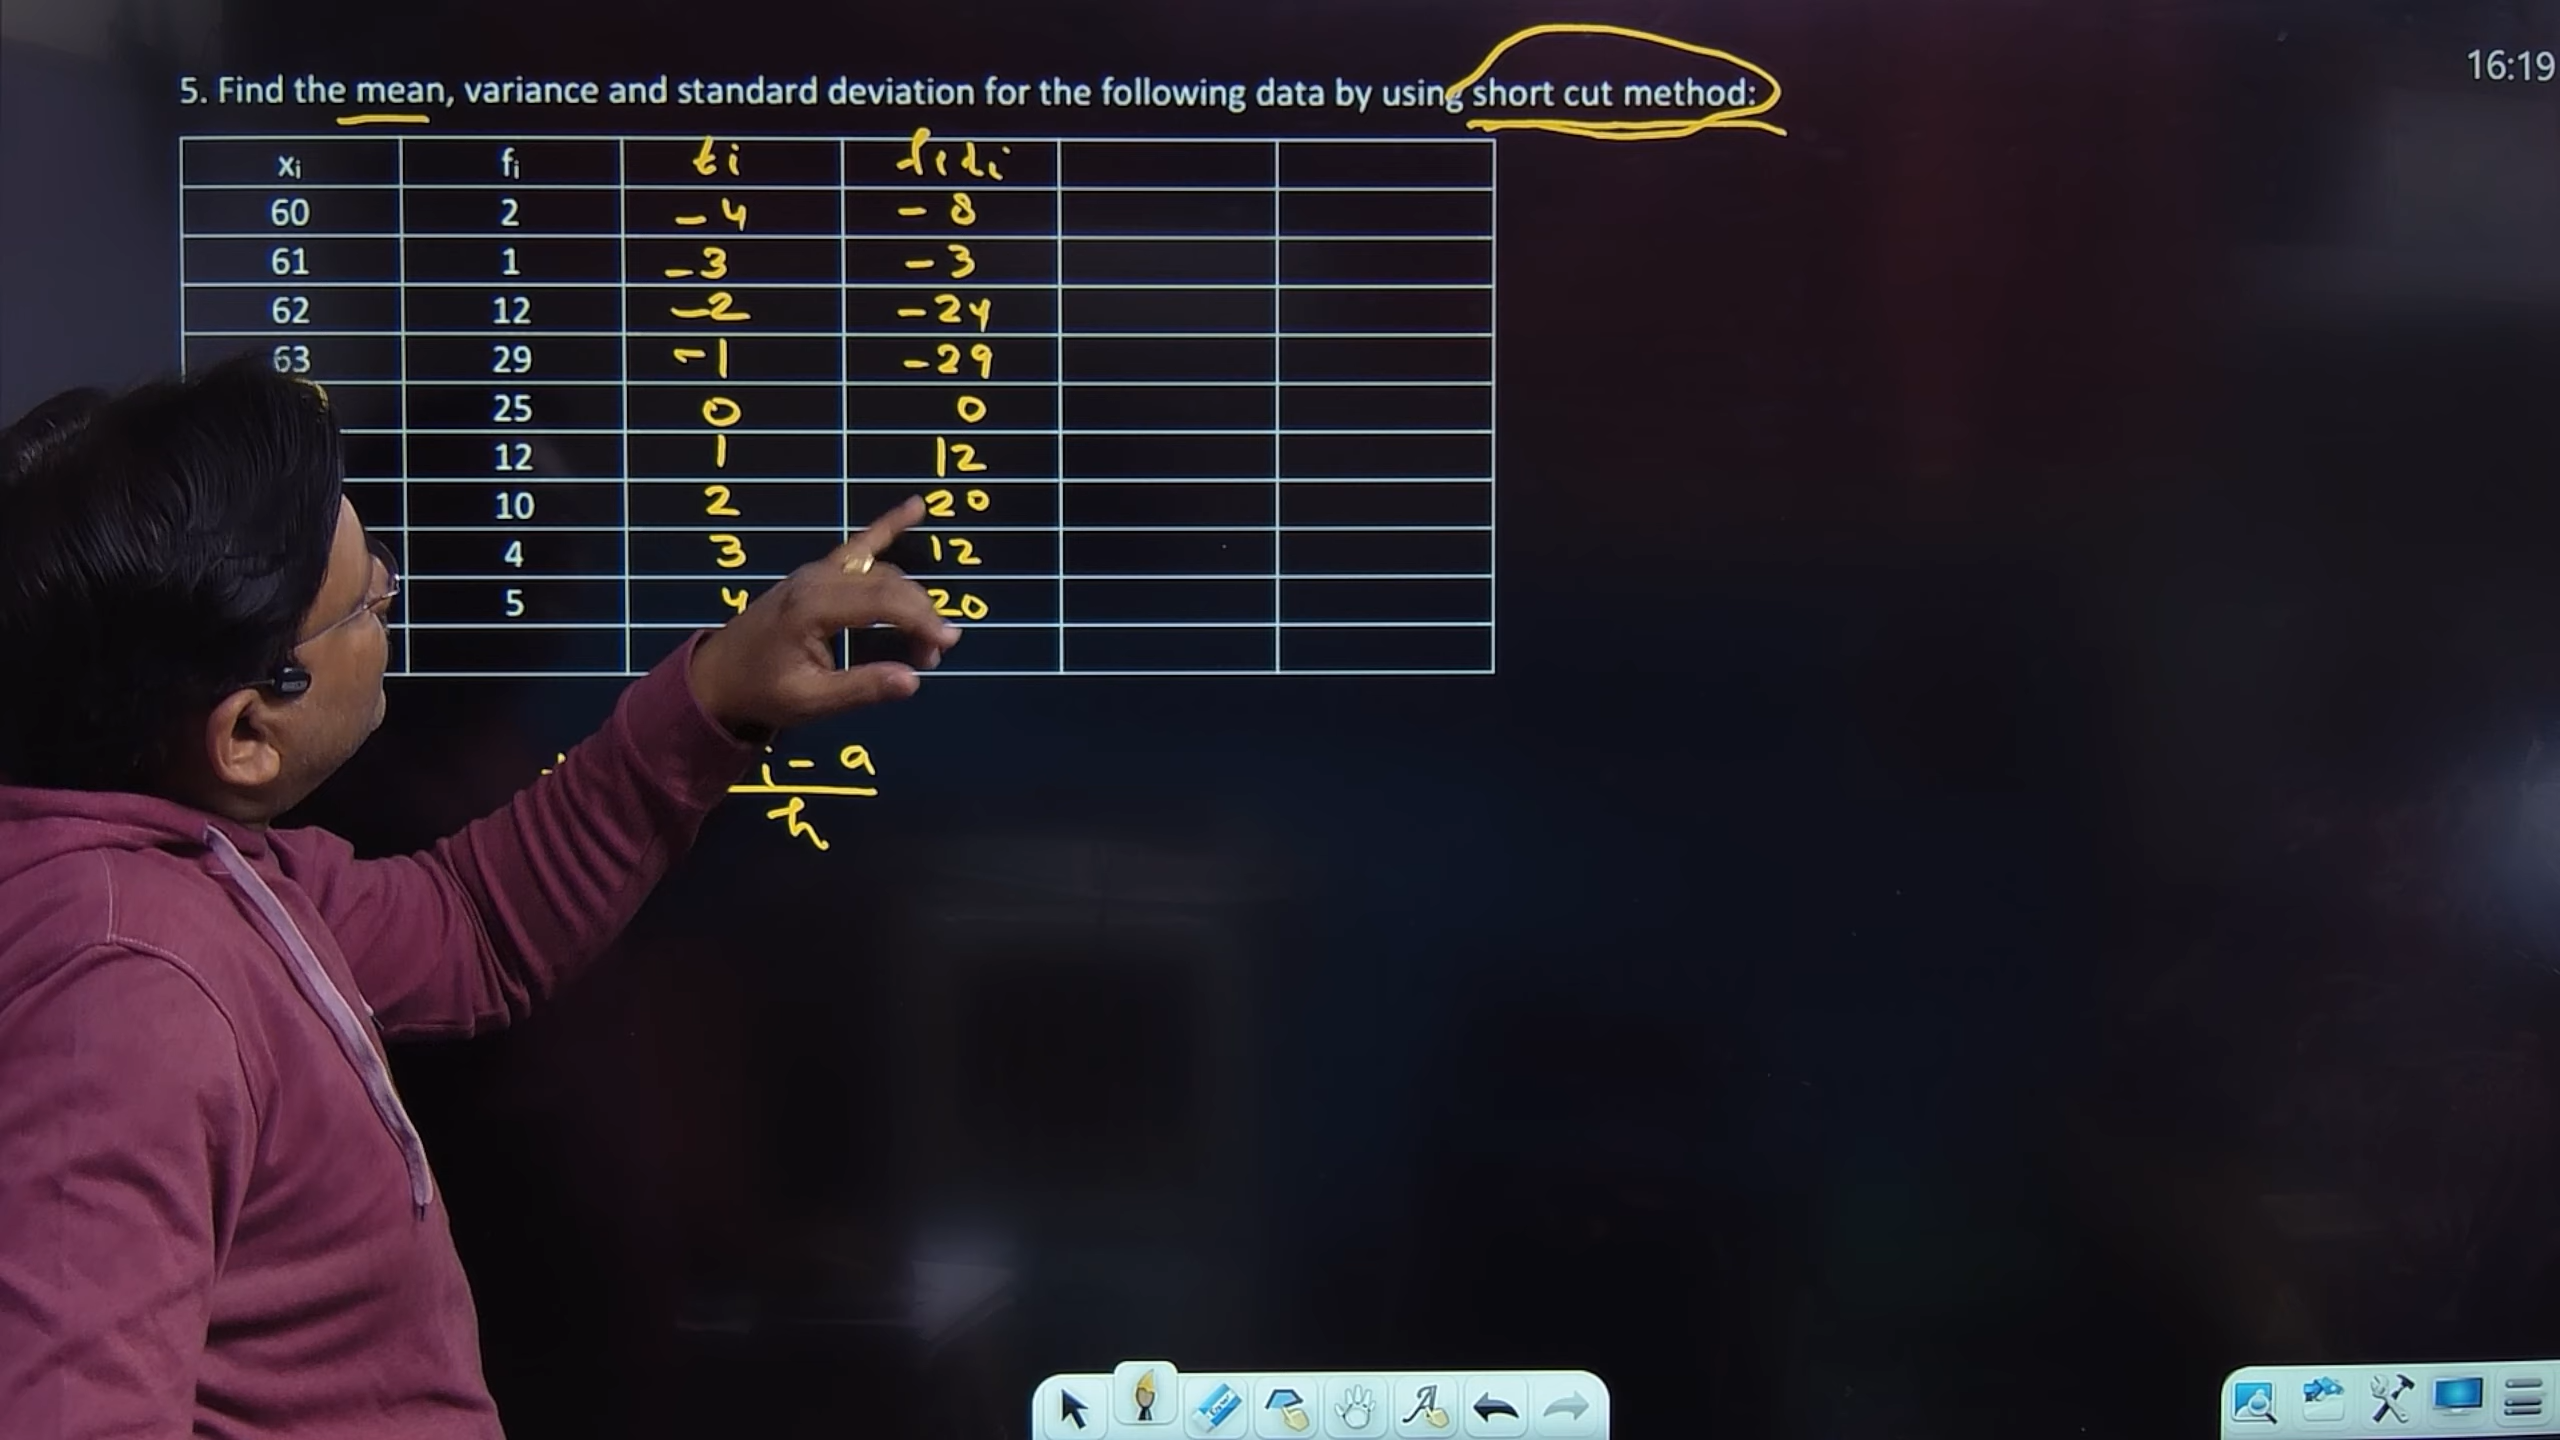 16:19
5. Find the mean, variance and standard deviation for the following data by using short cut method:
xᵢ fᵢ ti fiti
60 2 -4 -8
61 1 -3 -3
62 12 -2 -24
63 29 -1 -29
25 0 0
12 1 12
10 2 20
4 3 12
5 4 20
i - a
h